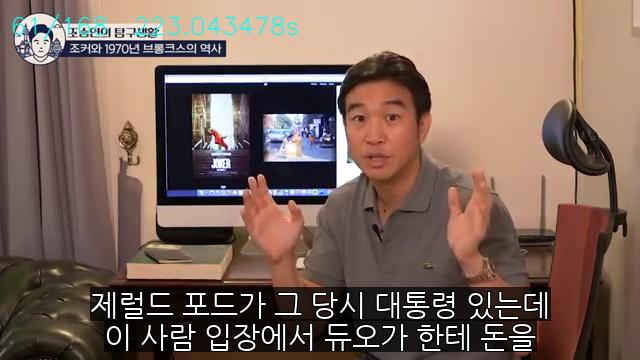 61/168 223.043478s
조승연의 탐구생활
조커와 1970년 브롱크스의 역사
JOKER
제럴드 포드가 그 당시 대통령 있는데
이 사람 입장에서 듀오가 한테 돈을